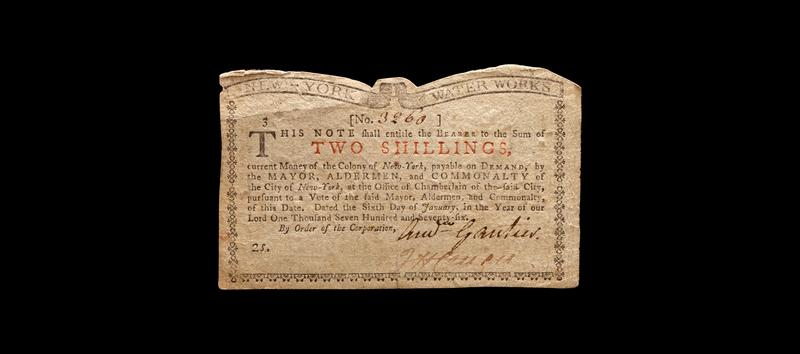 NEW-YORK WATER WORKS
3
[No. 3260 ]
THIS NOTE shall entitle the BEARER to the Sum of
TWO SHILLINGS,
current Money of the Colony of New-York, payable on DEMAND, by
the MAYOR, ALDERMEN, and COMMONALTY of
the City of New-York, at the Office of Chamberlain of the said City,
pursuant to a Vote of the said Mayor, Aldermen, and Commonalty,
of this Date. Dated the Sixth Day of January, in the Year of our
Lord One Thousand Seven Hundred and Seventy-six.
By Order of the Corporation,
And.w Gautier.
2s.